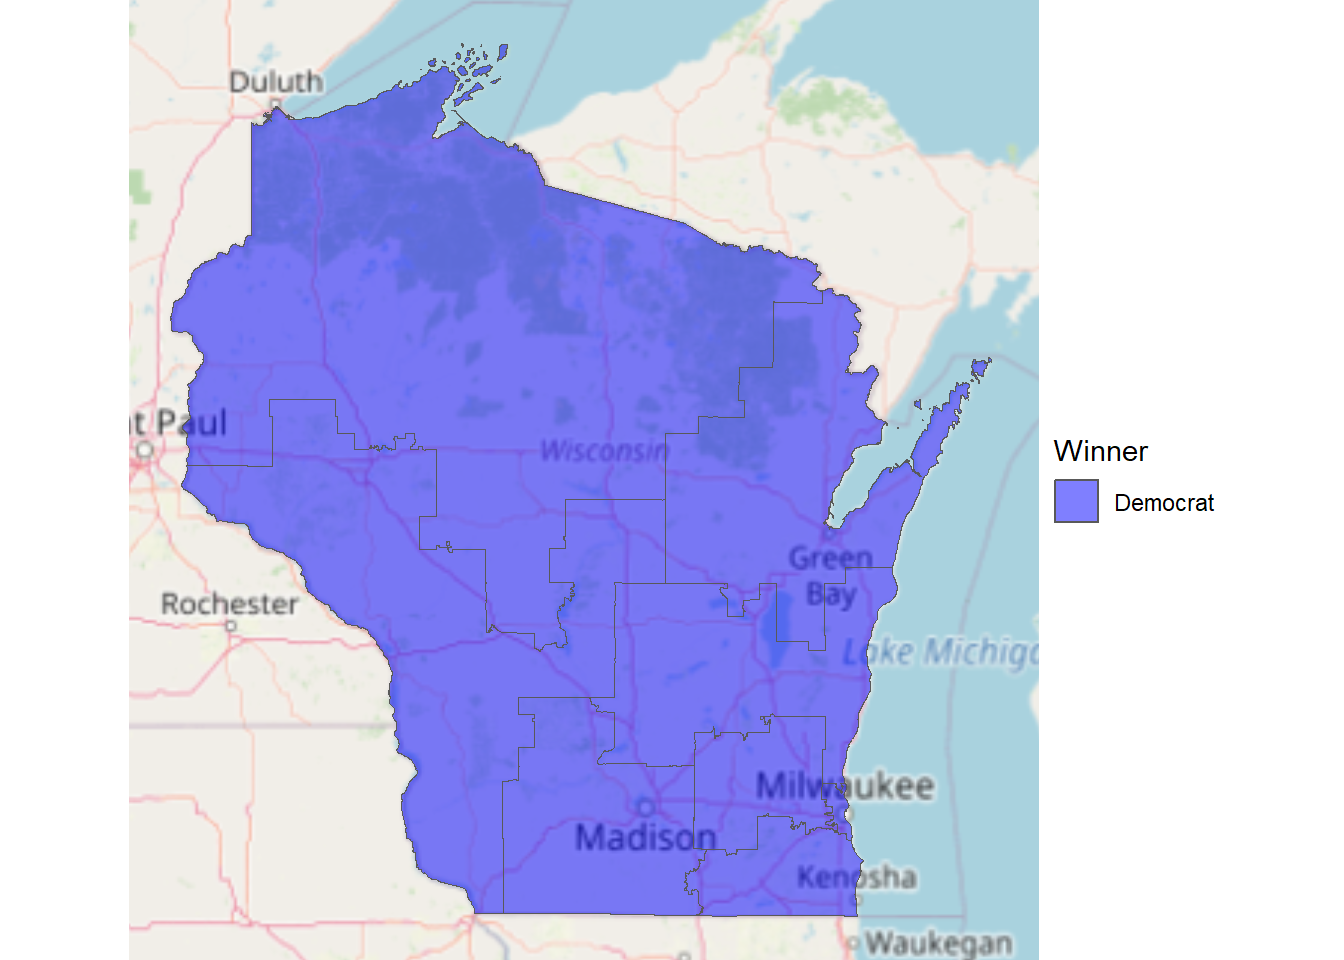 Duluth
t Paul
Wisconsin
Winner
Democrat
Green
Bay
Rochester
Lake Michiga
Milwaukee
Madison
Kenosha
Waukegan